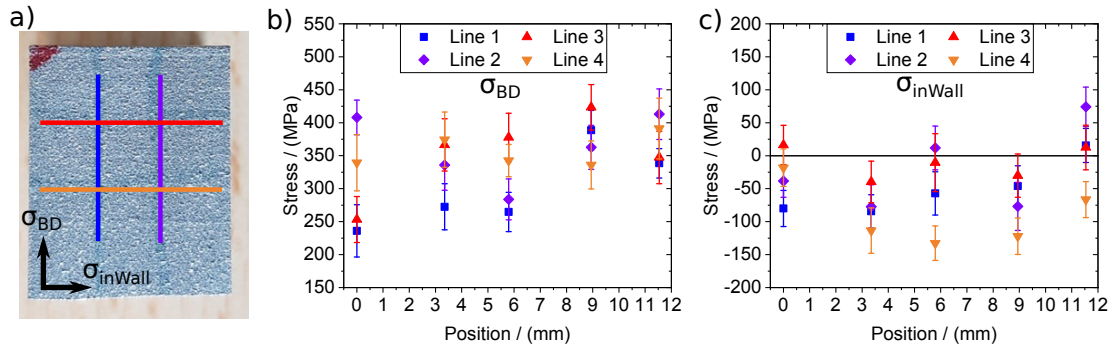 a)
σBD
σinWall
b)
Line 1 Line 3
Line 2 Line 4
σBD
550
500
450
400
350
300
250
200
150
Stress / (MPa)
0 1 2 3 4 5 6 7 8 9 10 11 12
Position / (mm)
c)
Line 1 Line 3
Line 2 Line 4
σinWall
200
150
100
50
0
-50
-100
-150
-200
Stress / (MPa)
0 1 2 3 4 5 6 7 8 9 10 11 12
Position / (mm)